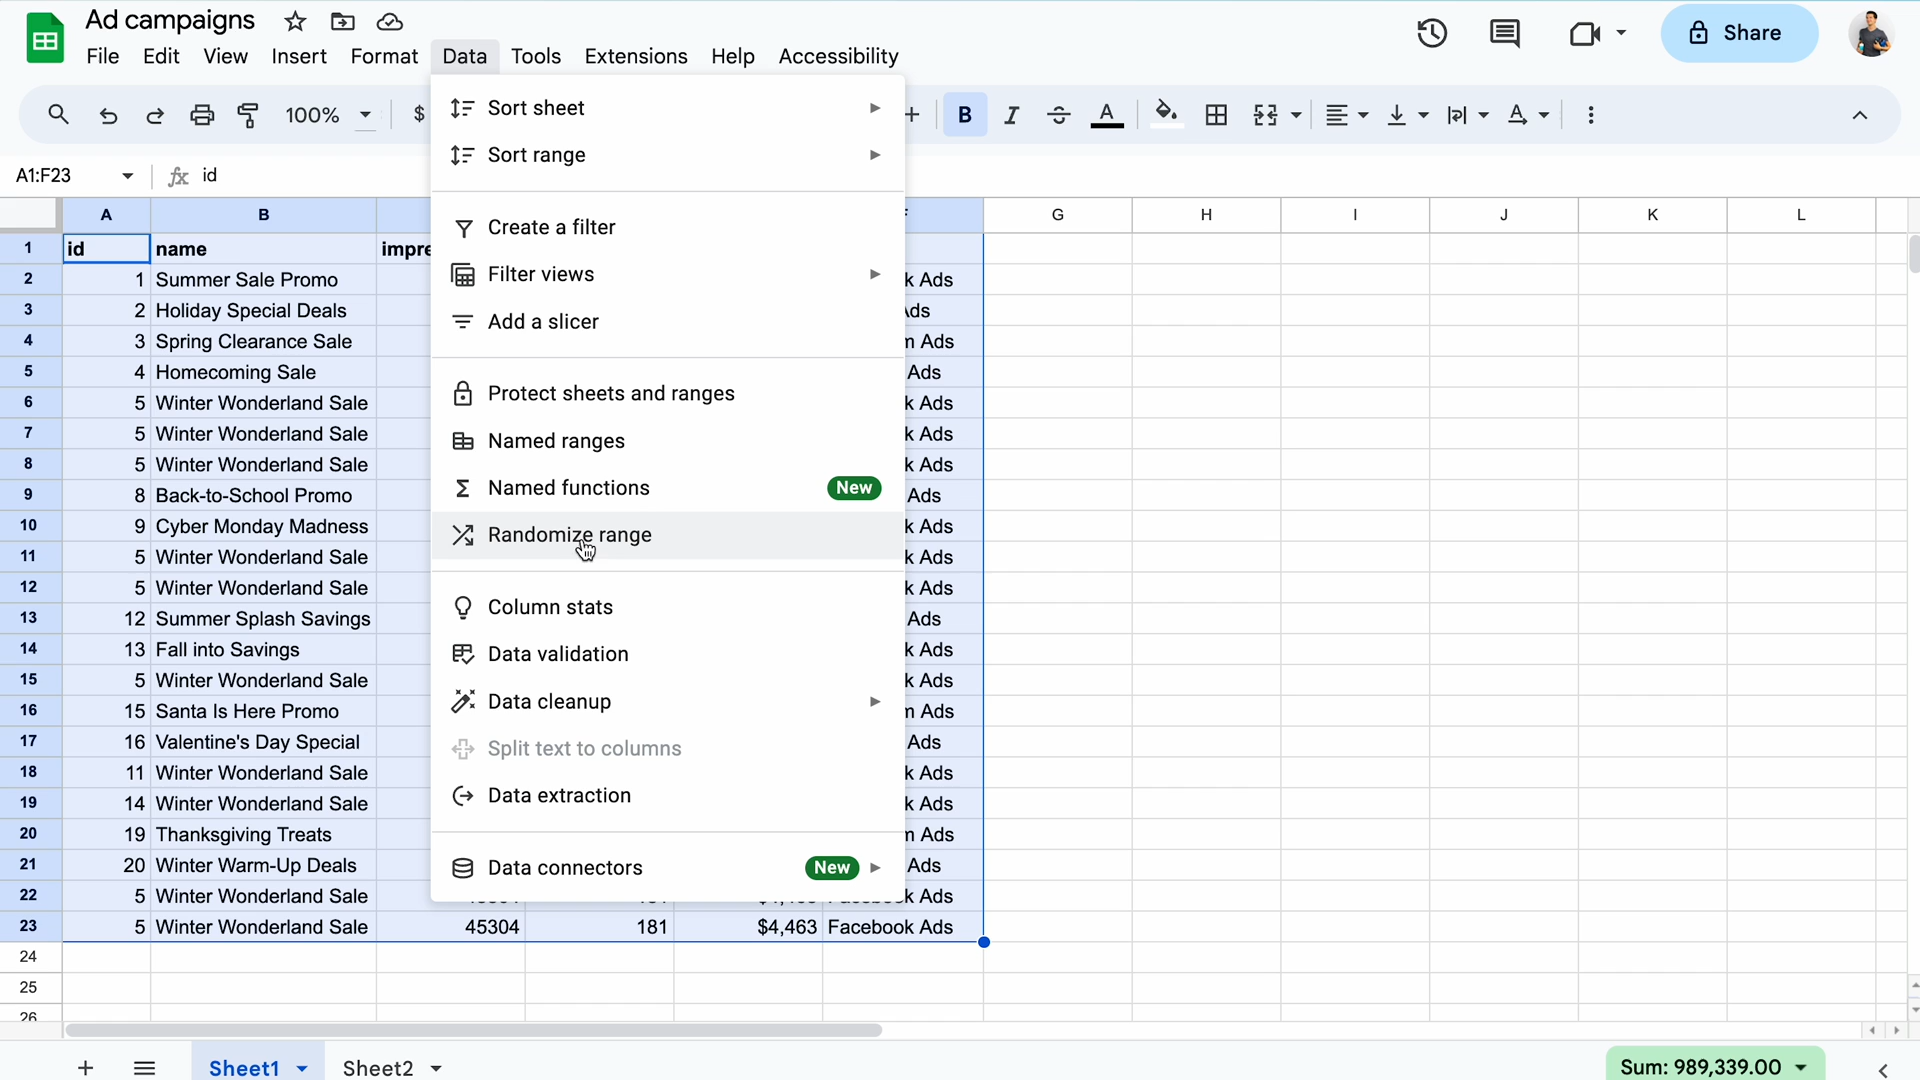 Ad campaigns
File Edit View Insert Format Data Tools Extensions Help Accessibility
Share
100% $ + B I S A A
A1:F23 fx id
A B F G H I J K L
1 id name impre
2 1 Summer Sale Promo k Ads
3 2 Holiday Special Deals Ads
4 3 Spring Clearance Sale m Ads
5 4 Homecoming Sale Ads
6 5 Winter Wonderland Sale k Ads
7 5 Winter Wonderland Sale k Ads
8 5 Winter Wonderland Sale k Ads
9 8 Back-to-School Promo Ads
10 9 Cyber Monday Madness k Ads
11 5 Winter Wonderland Sale k Ads
12 5 Winter Wonderland Sale k Ads
13 12 Summer Splash Savings Ads
14 13 Fall into Savings k Ads
15 5 Winter Wonderland Sale k Ads
16 15 Santa Is Here Promo m Ads
17 16 Valentine's Day Special Ads
18 11 Winter Wonderland Sale k Ads
19 14 Winter Wonderland Sale k Ads
20 19 Thanksgiving Treats m Ads
21 20 Winter Warm-Up Deals Ads
22 5 Winter Wonderland Sale k Ads
23 5 Winter Wonderland Sale 45304 181 $4,463 Facebook Ads
24
25
26
Sort sheet
Sort range
Create a filter
Filter views
Add a slicer
Protect sheets and ranges
Named ranges
Named functions New
Randomize range
Column stats
Data validation
Data cleanup
Split text to columns
Data extraction
Data connectors New
Sheet1 Sheet2 Sum: 989,339.00